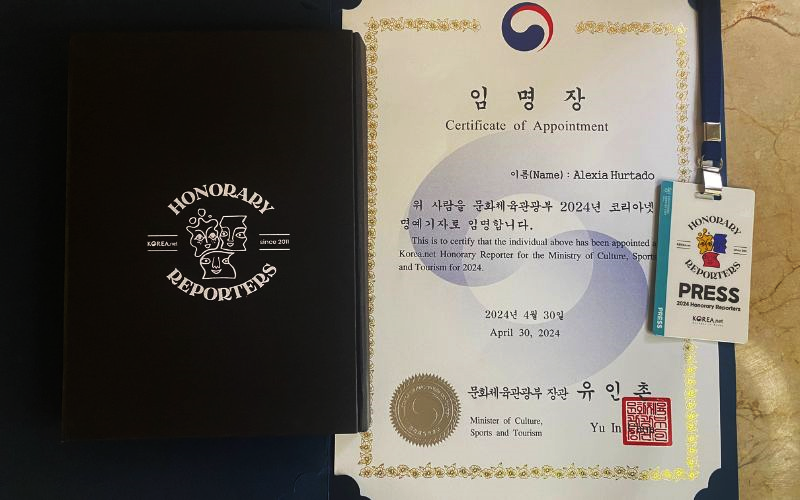 HONORARY
KOREA.net
since 2011
REPORTERS
임 명 장
Certificate of Appointment
이름(Name) : Alexia Hurtado
위 사람을 문화체육관광부 2024년 코리아넷
명예기자로 임명합니다.
This is to certify that the individual above has been appointed a
Korea.net Honorary Reporter for the Ministry of Culture, Sports
and Tourism for 2024.
2024년 4월 30일
April 30, 2024
문화체육관광부 장관 유 인 촌
Minister of Culture,
Sports and Tourism
Yu In
HONORARY
REPORTERS
PRESS
2024 Honorary Reporters
KOREA.net
PRESS